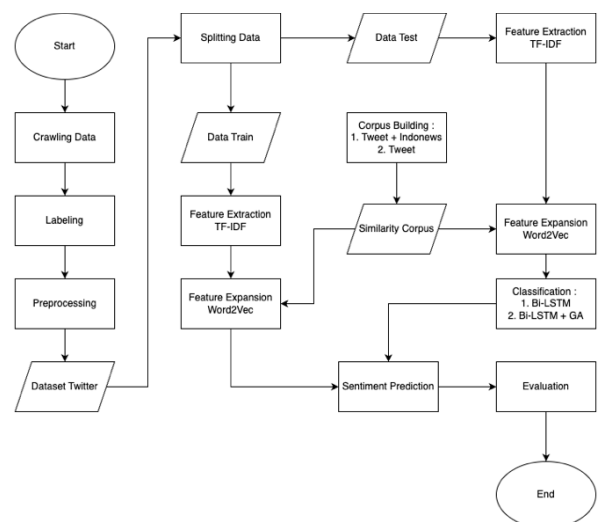 Start
Crawling Data
Labeling
Preprocessing
Dataset Twitter
Splitting Data
Data Train
Feature Extraction
TF-IDF
Feature Expansion
Word2Vec
Data Test
Corpus Building :
1. Tweet + Indonews
2. Tweet
Similarity Corpus
Sentiment Prediction
Feature Extraction
TF-IDF
Feature Expansion
Word2Vec
Classification :
1. Bi-LSTM
2. Bi-LSTM + GA
Evaluation
End